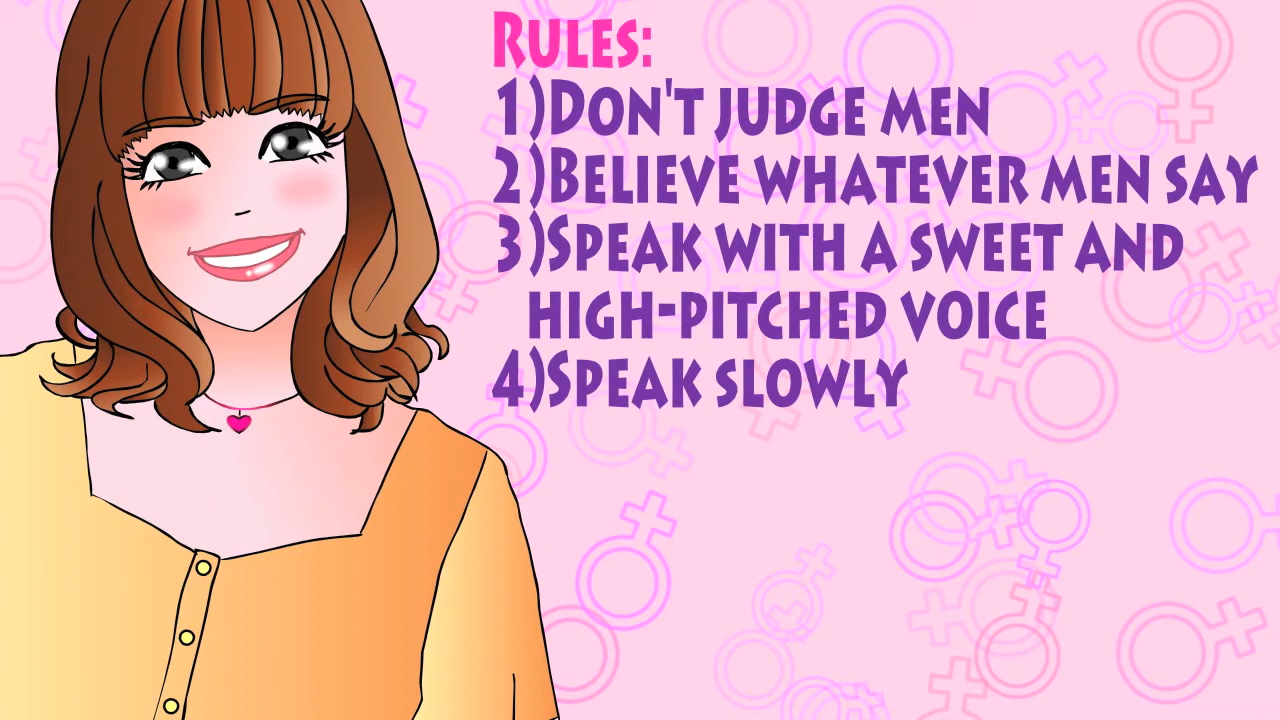 RULES:
1)DON'T JUDGE MEN
2)BELIEVE WHATEVER MEN SAY
3)SPEAK WITH A SWEET AND
HIGH-PITCHED VOICE
4)SPEAK SLOWLY